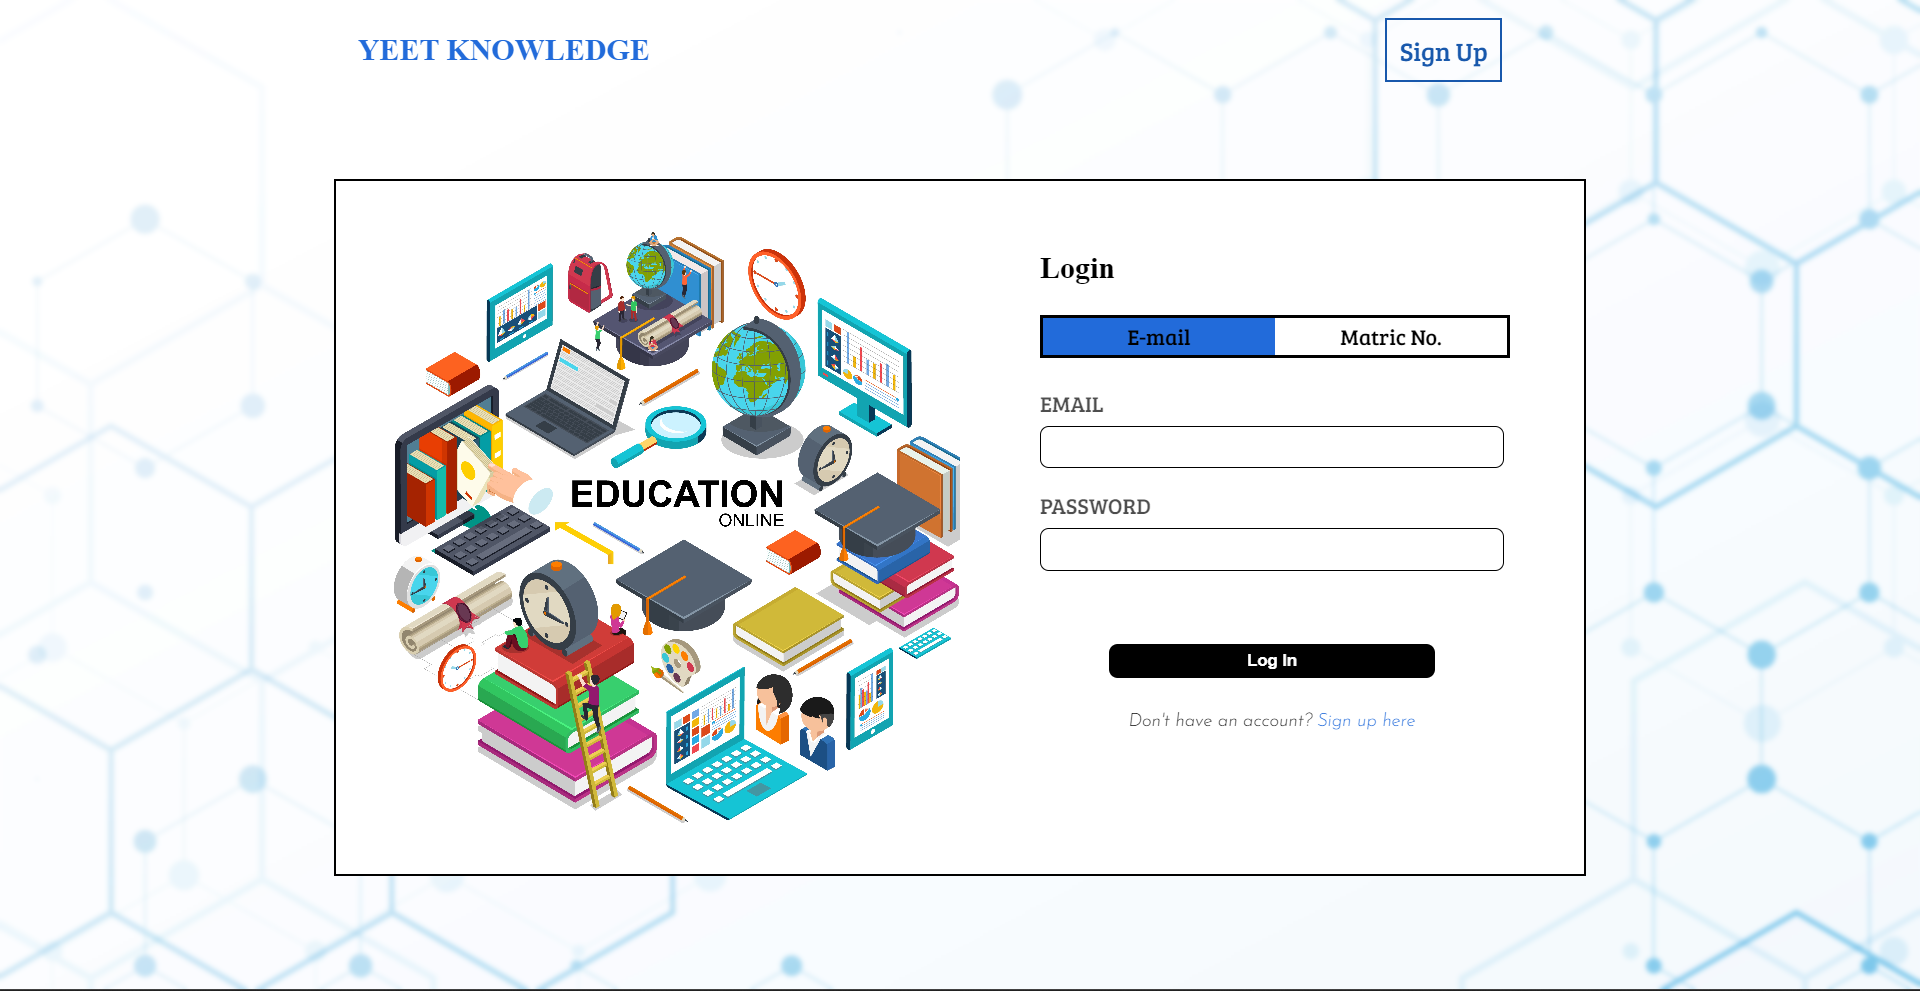 YEET KNOWLEDGE
Sign Up
Login
E-mail
Matric No.
EMAIL
PASSWORD
EDUCATION
ONLINE
Log In
Don't have an account? Sign up here